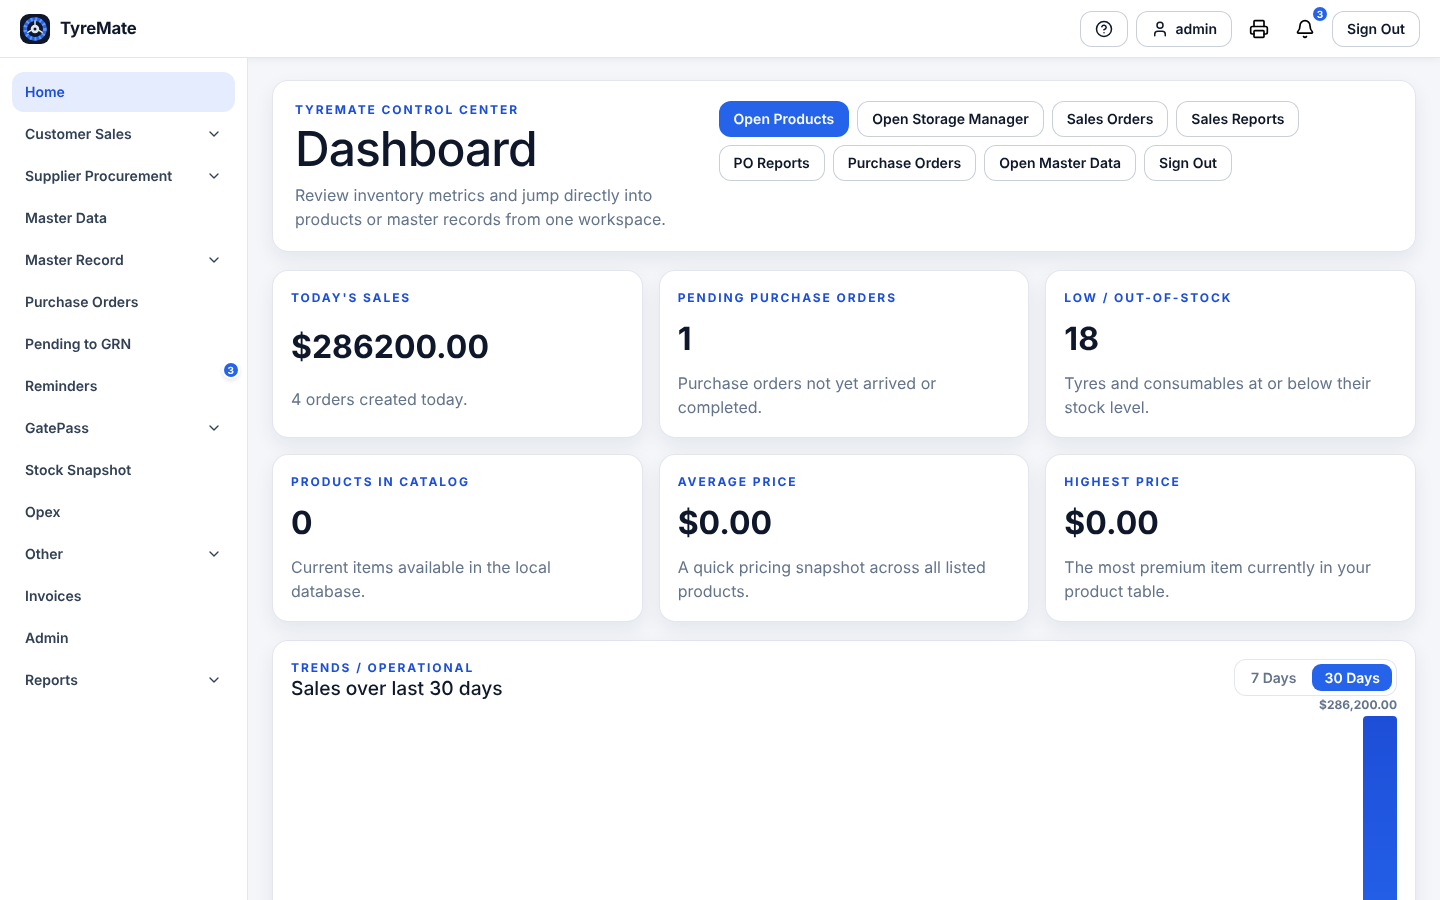 TyreMate
admin
3
Sign Out
Home
Customer Sales
Supplier Procurement
Master Data
Master Record
Purchase Orders
Pending to GRN
Reminders
3
GatePass
Stock Snapshot
Opex
Other
Invoices
Admin
Reports
TYREMATE CONTROL CENTER
Dashboard
Review inventory metrics and jump directly into
products or master records from one workspace.
Open Products
Open Storage Manager
Sales Orders
Sales Reports
PO Reports
Purchase Orders
Open Master Data
Sign Out
TODAY'S SALES
$286200.00
4 orders created today.
PENDING PURCHASE ORDERS
1
Purchase orders not yet arrived or
completed.
LOW / OUT-OF-STOCK
18
Tyres and consumables at or below their
stock level.
PRODUCTS IN CATALOG
0
Current items available in the local
database.
AVERAGE PRICE
$0.00
A quick pricing snapshot across all listed
products.
HIGHEST PRICE
$0.00
The most premium item currently in your
product table.
TRENDS / OPERATIONAL
Sales over last 30 days
7 Days
30 Days
$286,200.00